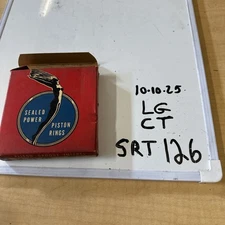 SEALED
POWER
PISTON
RINGS
10-10-25
LG
CT
SRT 126